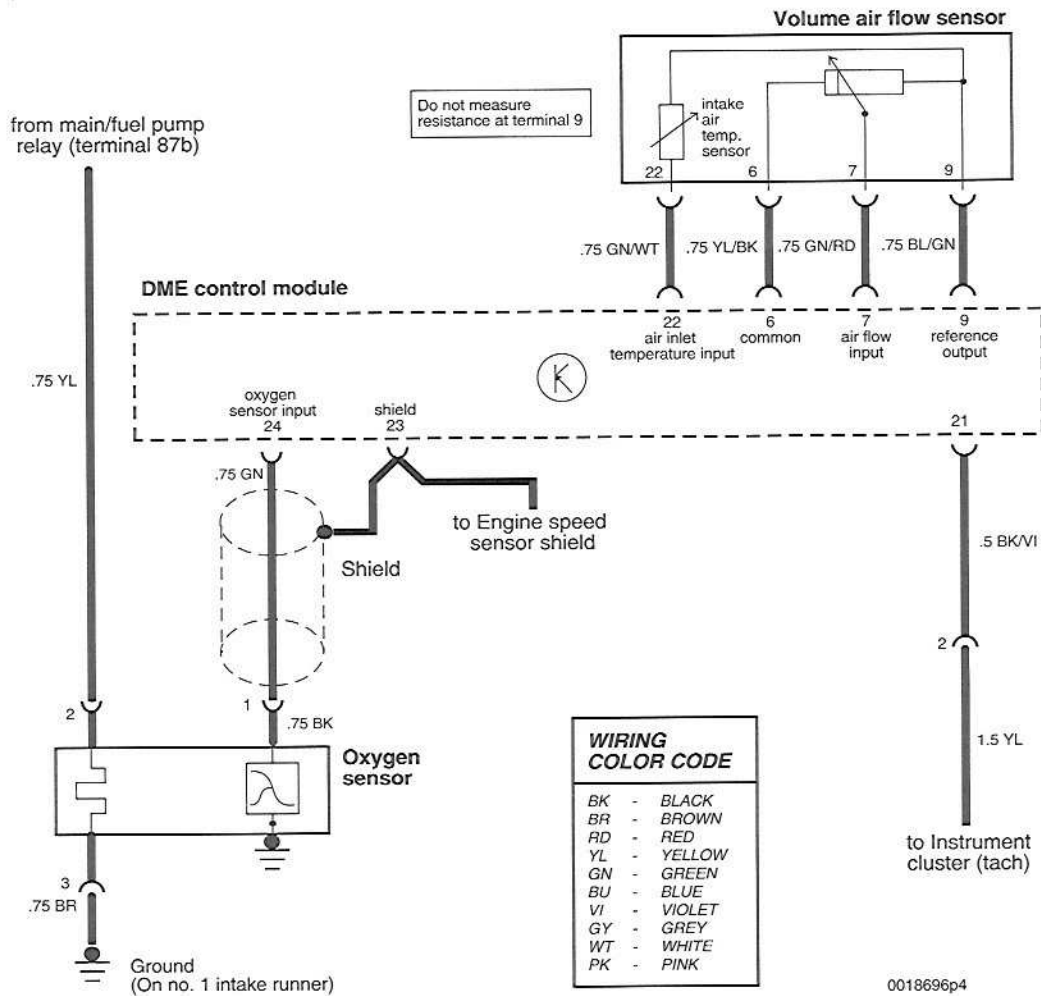 Volume air flow sensor
Do not measure
resistance at terminal 9
intake
air
temp.
sensor
from main/fuel pump
relay (terminal 87b)
22
6
7
9
.75 GN/WT
.75 YL/BK
.75 GN/RD
.75 BL/GN
DME control module
22
air inlet
temperature input
6
common
7
air flow
input
9
reference
output
K
.75 YL
oxygen
sensor input
24
shield
23
21
.75 GN
to Engine speed
sensor shield
Shield
.5 BK/VI
2
1.5 YL
to Instrument
cluster (tach)
2
1
.75 BK
Oxygen
sensor
3
.75 BR
Ground
(On no. 1 intake runner)
WIRING
COLOR CODE
BK - BLACK
BR - BROWN
RD - RED
YL - YELLOW
GN - GREEN
BU - BLUE
VI - VIOLET
GY - GREY
WT - WHITE
PK - PINK
0018696p4